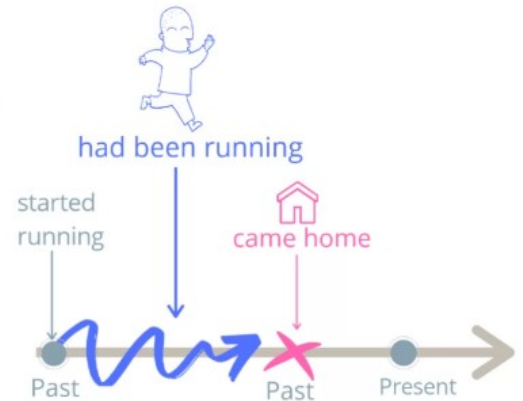 had been running
started
running
came home
Past
Past
Present